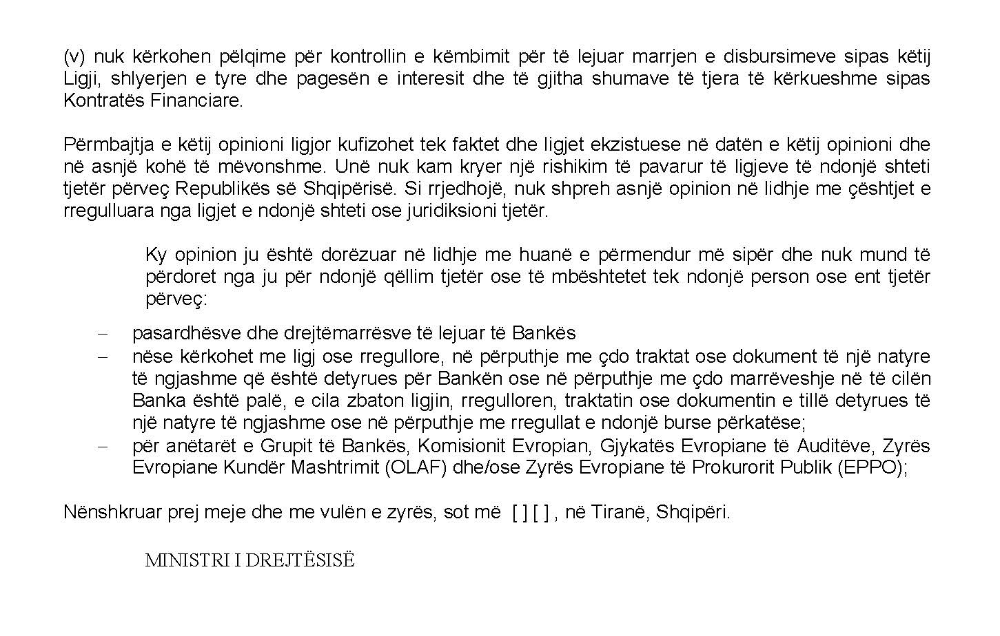 (v) nuk kërkohen pëlqime për kontrollin e këmbimit për të lejuar marrjen e disbursimeve sipas këtij
Ligji, shlyerjen e tyre dhe pagesën e interesit dhe të gjitha shumave të tjera të kërkueshme sipas
Kontratës Financiare.
Përmbajtja e këtij opinioni ligjor kufizohet tek faktet dhe ligjet ekzistuese në datën e këtij opinioni dhe
në asnjë kohë të mëvonshme. Unë nuk kam kryer një rishikim të pavarur të ligjeve të ndonjë shteti
tjetër përveç Republikës së Shqipërisë. Si rrjedhojë, nuk shpreh asnjë opinion në lidhje me çështjet e
rregulluara nga ligjet e ndonjë shteti ose juridiksioni tjetër.
Ky opinion ju është dorëzuar në lidhje me huanë e përmendur më sipër dhe nuk mund të
përdoret nga ju për ndonjë qëllim tjetër ose të mbështetet tek ndonjë person ose ent tjetër
përveç:
– pasardhësve dhe drejtëmarrësve të lejuar të Bankës
– nëse kërkohet me ligj ose rregullore, në përputhje me çdo traktat ose dokument të një natyre
të ngjashme që është detyrues për Bankën ose në përputhje me çdo marrëveshje në të cilën
Banka është palë, e cila zbaton ligjin, rregulloren, traktatin ose dokumentin e tillë detyrues të
një natyre të ngjashme ose në përputhje me rregullat e ndonjë burse përkatëse;
– për anëtarët e Grupit të Bankës, Komisionit Evropian, Gjykatës Evropiane të Auditëve, Zyrës
Evropiane Kundër Mashtrimit (OLAF) dhe/ose Zyrës Evropiane të Prokurorit Publik (EPPO);
Nënshkruar prej meje dhe me vulën e zyrës, sot më [ ] [ ] , në Tiranë, Shqipëri.
MINISTRI I DREJTËSISË